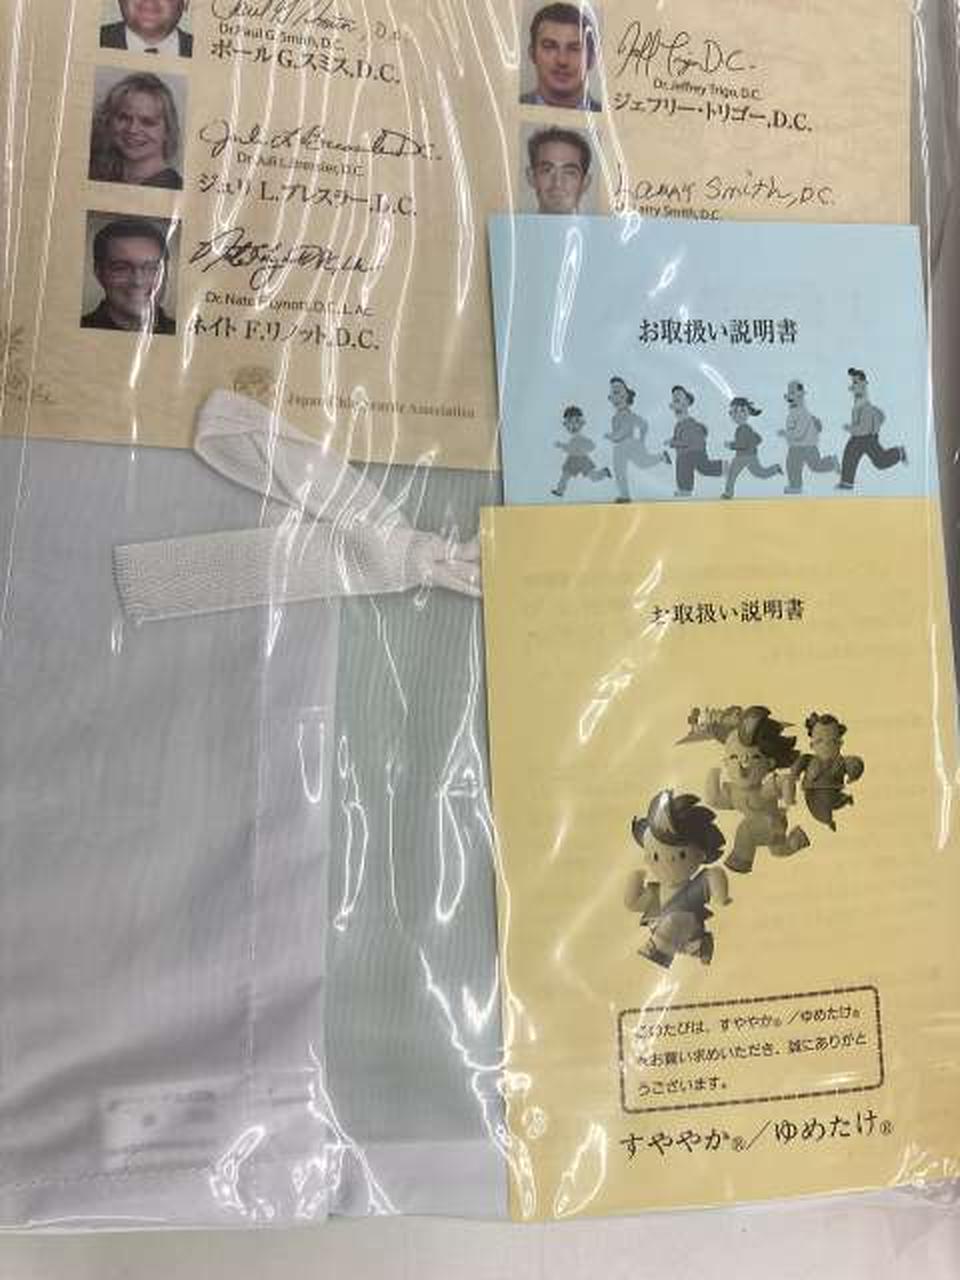 Dr.Paul G.Smith, D.C.
ポール G.スミス,D.C.
ジュリ L.ブレスラー,D.C.
Dr. Nate F. Lynott, D.C., L.Ac.
ネイト F.リノット,D.C.
Japan Chiropractic Association
Dr. Jeffrey Trigo, D.C.
ジェフリー・トリゴー,D.C.
Larry Smith, D.C.
Larry Smith, D.C.
お取扱い説明書
お取扱い説明書
このたびは、すややか®／ゆめたけ®
をお買い求めいただき、誠にありがと
うございます。
すややか®／ゆめたけ®